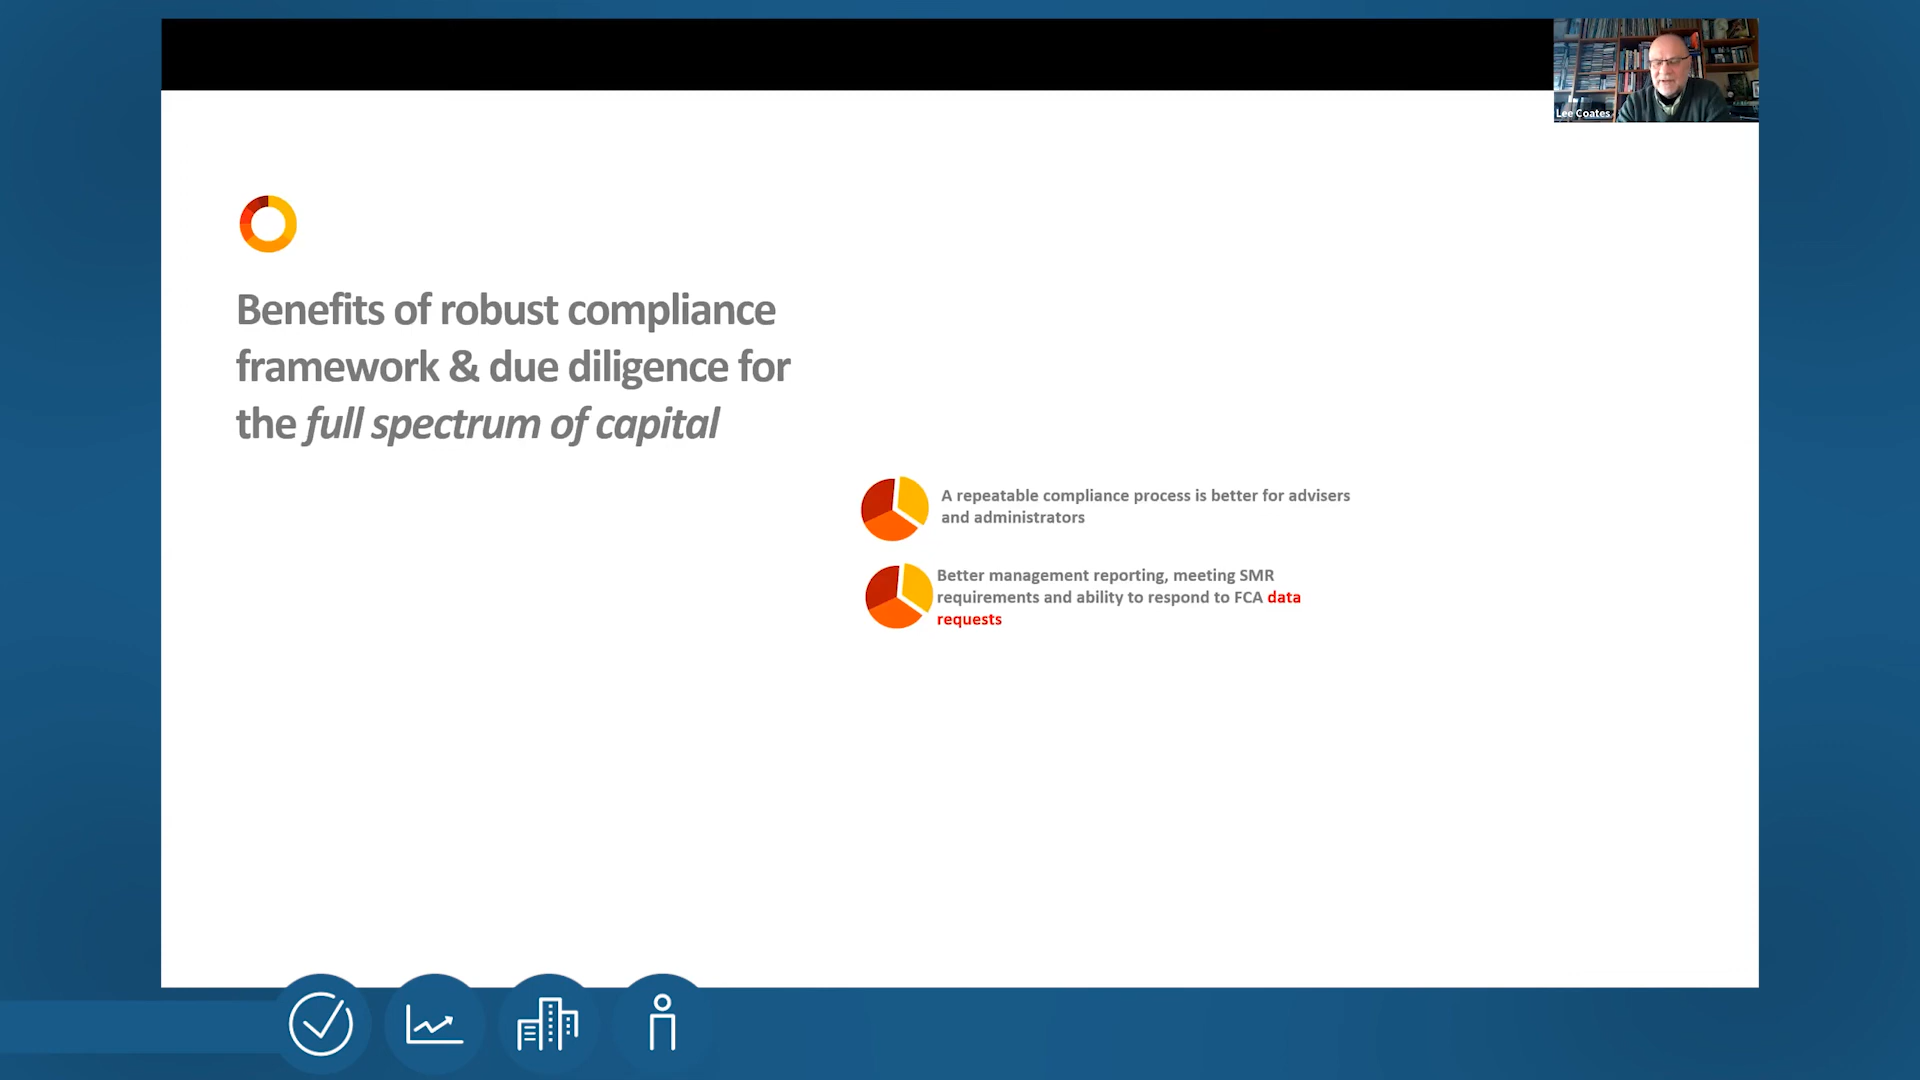 Lee Coates
Benefits of robust compliance
framework & due diligence for
the full spectrum of capital
A repeatable compliance process is better for advisers
and administrators
Better management reporting, meeting SMR
requirements and ability to respond to FCA data
requests